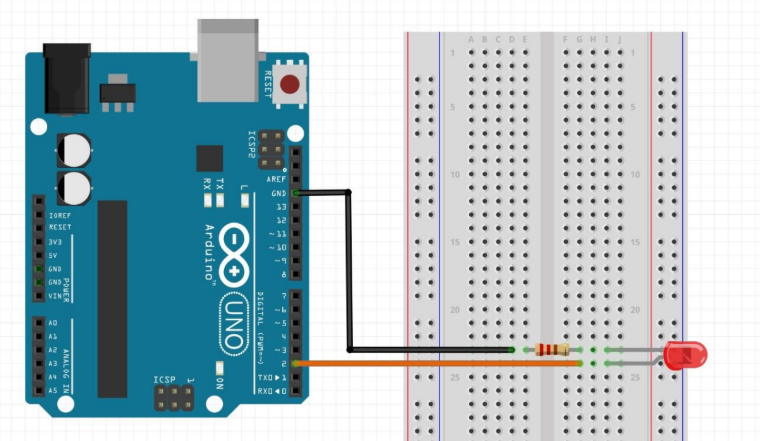 RESET
ICSP2
AREF
GND
13
12
~11
~10
~9
8
7
~6
~5
4
~3
2
TX0▶1
RX0◀0
DIGITAL (PWM=~)
L
TX
RX
Arduino™
UNO
ON
ICSP
1
IOREF
RESET
3V3
5V
GND
GND
VIN
POWER
A0
A1
A2
A3
A4
A5
ANALOG IN
A B C D E F G H I J
1 1
5 5
10 10
15 15
20 20
25 25